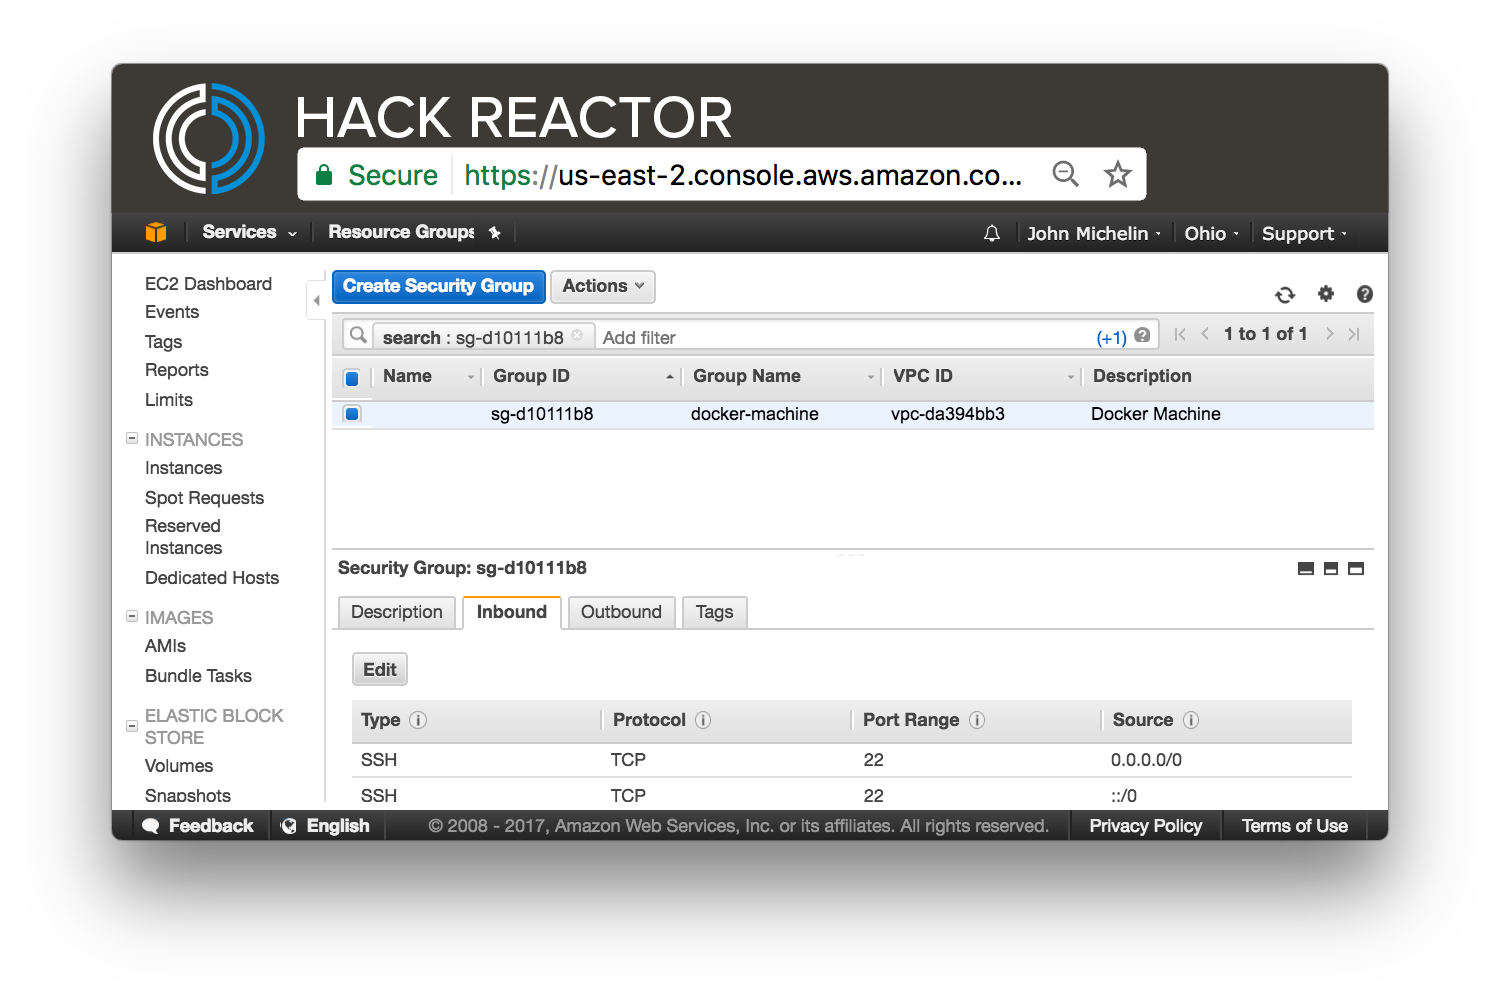 HACK REACTOR
Secure https://us-east-2.console.aws.amazon.co...
Services Resource Groups John Michelin Ohio Support
EC2 Dashboard
Events
Tags
Reports
Limits
INSTANCES
Instances
Spot Requests
Reserved
Instances
Dedicated Hosts
IMAGES
AMIs
Bundle Tasks
ELASTIC BLOCK
STORE
Volumes
Snapshots
Create Security Group Actions
search : sg-d10111b8 Add filter (+1) 1 to 1 of 1
Name Group ID Group Name VPC ID Description
sg-d10111b8 docker-machine vpc-da394bb3 Docker Machine
Security Group: sg-d10111b8
Description Inbound Outbound Tags
Edit
Type Protocol Port Range Source
SSH TCP 22 0.0.0.0/0
SSH TCP 22 ::/0
Feedback English © 2008 - 2017, Amazon Web Services, Inc. or its affiliates. All rights reserved. Privacy Policy Terms of Use